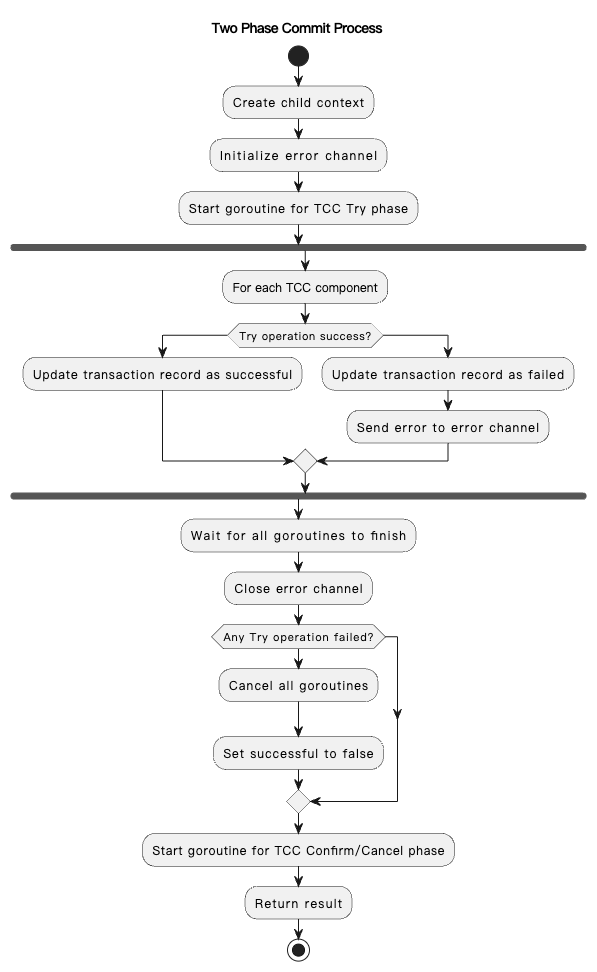 Two Phase Commit Process
Create child context
Initialize error channel
Start goroutine for TCC Try phase
For each TCC component
Try operation success?
Update transaction record as successful
Update transaction record as failed
Send error to error channel
Wait for all goroutines to finish
Close error channel
Any Try operation failed?
Cancel all goroutines
Set successful to false
Start goroutine for TCC Confirm/Cancel phase
Return result